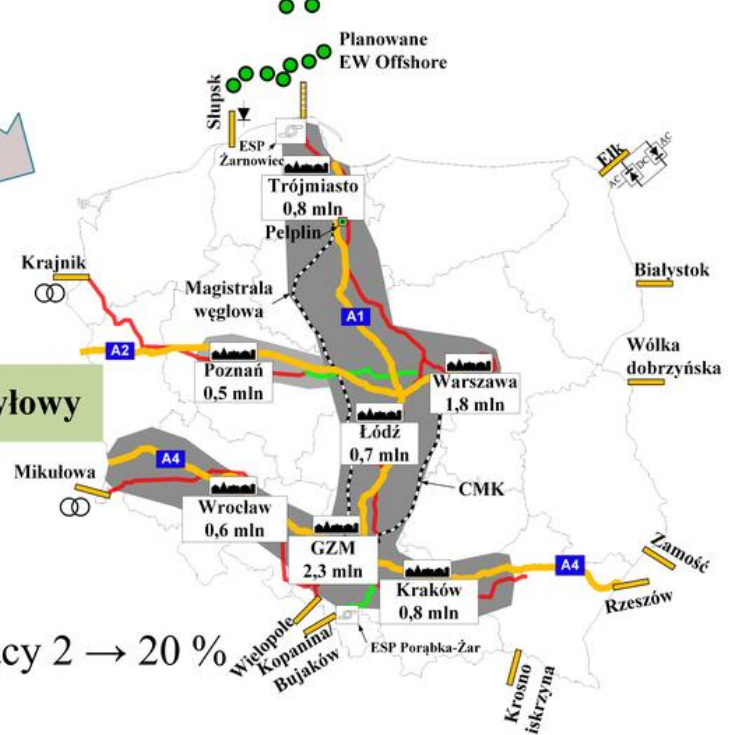 Planowane
EW Offshore
Słupsk
ESP
Żarnowiec
Ełk
AC
DC
AC
Trójmiasto
0,8 mln
Pelplin
Krajnik
Magistrala
węglowa
Białystok
A1
A2
Wólka
dobrzyńska
Poznań
0,5 mln
Warszawa
1,8 mln
yłowy
Łódź
0,7 mln
A4
Mikułowa
CMK
Wrocław
0,6 mln
GZM
2,3 mln
Zamość
A4
Kraków
0,8 mln
Rzeszów
cy 2 → 20 %
Wielopole
Kopanina
Bujaków
ESP Porąbka-Żar
Krosno
iskrzyna